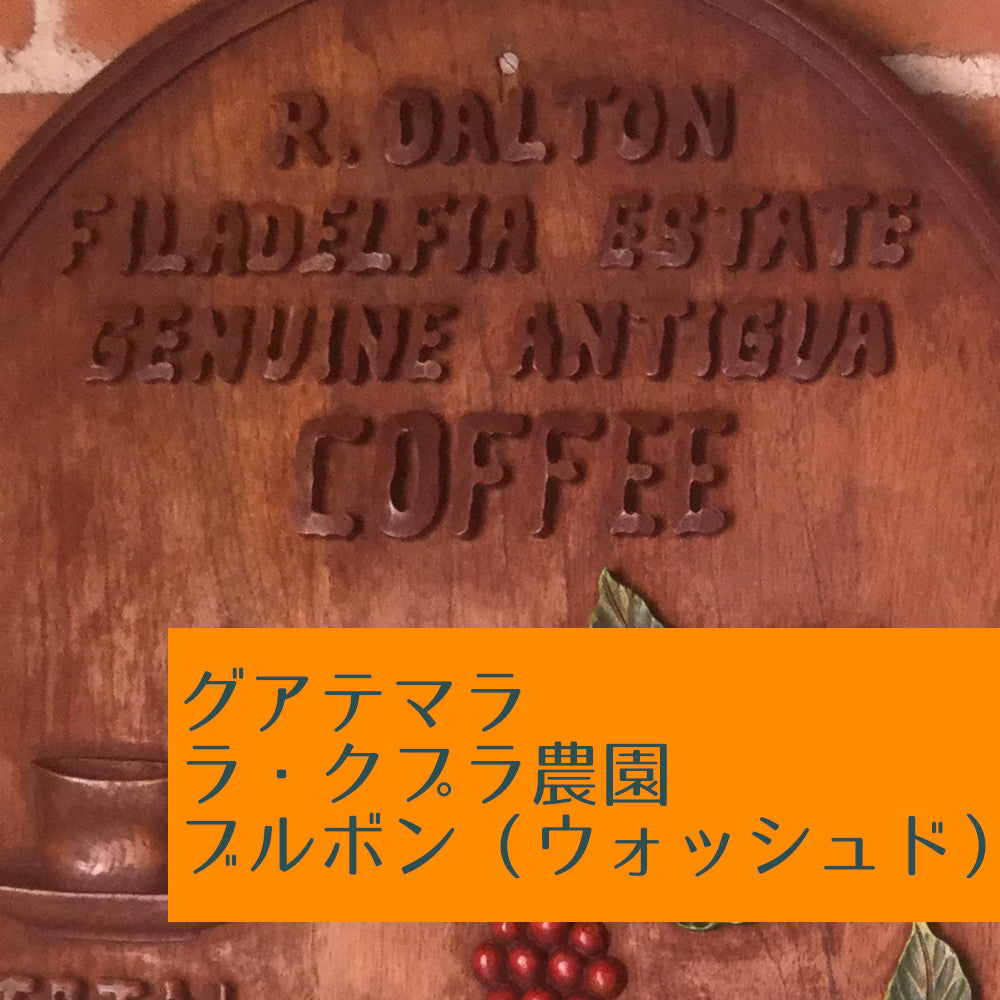 R. DALTON
FILADELFIA ESTATE
GENUINE ANTIGUA
COFFEE
グアテマラ
ラ・クプラ農園
ブルボン（ウォッシュド）